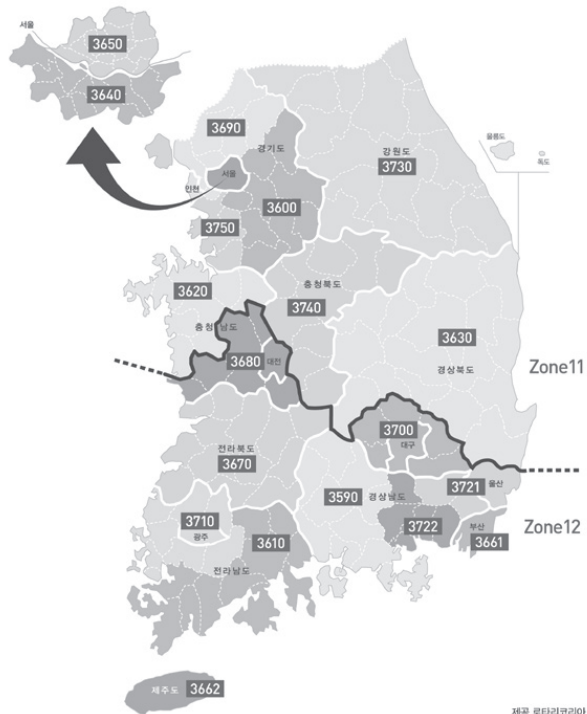 서울
3650
3640
3690
경기도
서울
인천
3600
3750
강원도
3730
울릉도
독도
3620
충청남도
충청북도
3740
3630
경상북도
Zone11
3680
대전
3700
대구
전라북도
3670
3590
경상남도
3721
울산
3722
부산
3661
Zone12
3710
광주
3610
전라남도
제주도
3662
제공 로타리코리아